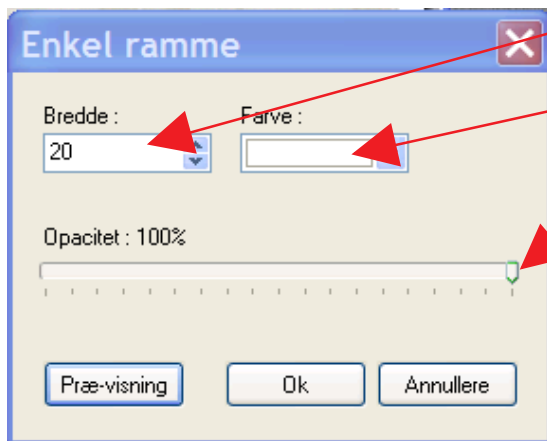 Enkel ramme
Bredde : Farve :
20
Opacitet : 100%
Præ-visning Ok Annullere